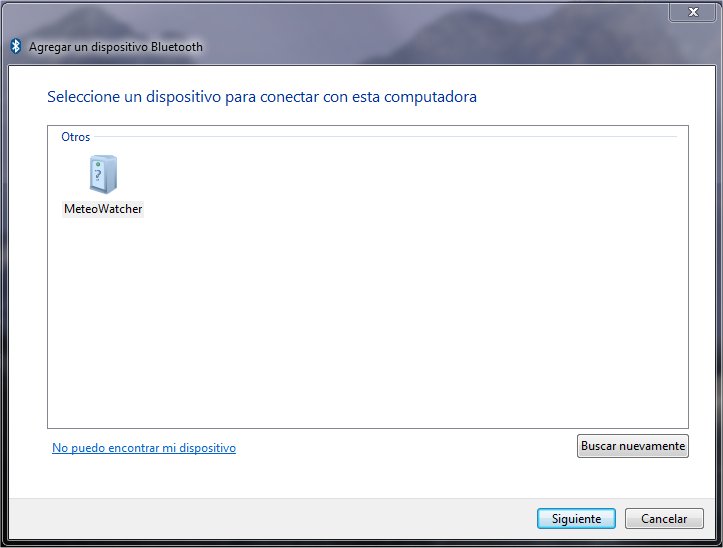 Agregar un dispositivo Bluetooth
Seleccione un dispositivo para conectar con esta computadora
Otros
MeteoWatcher
No puedo encontrar mi dispositivo
Buscar nuevamente
Siguiente
Cancelar